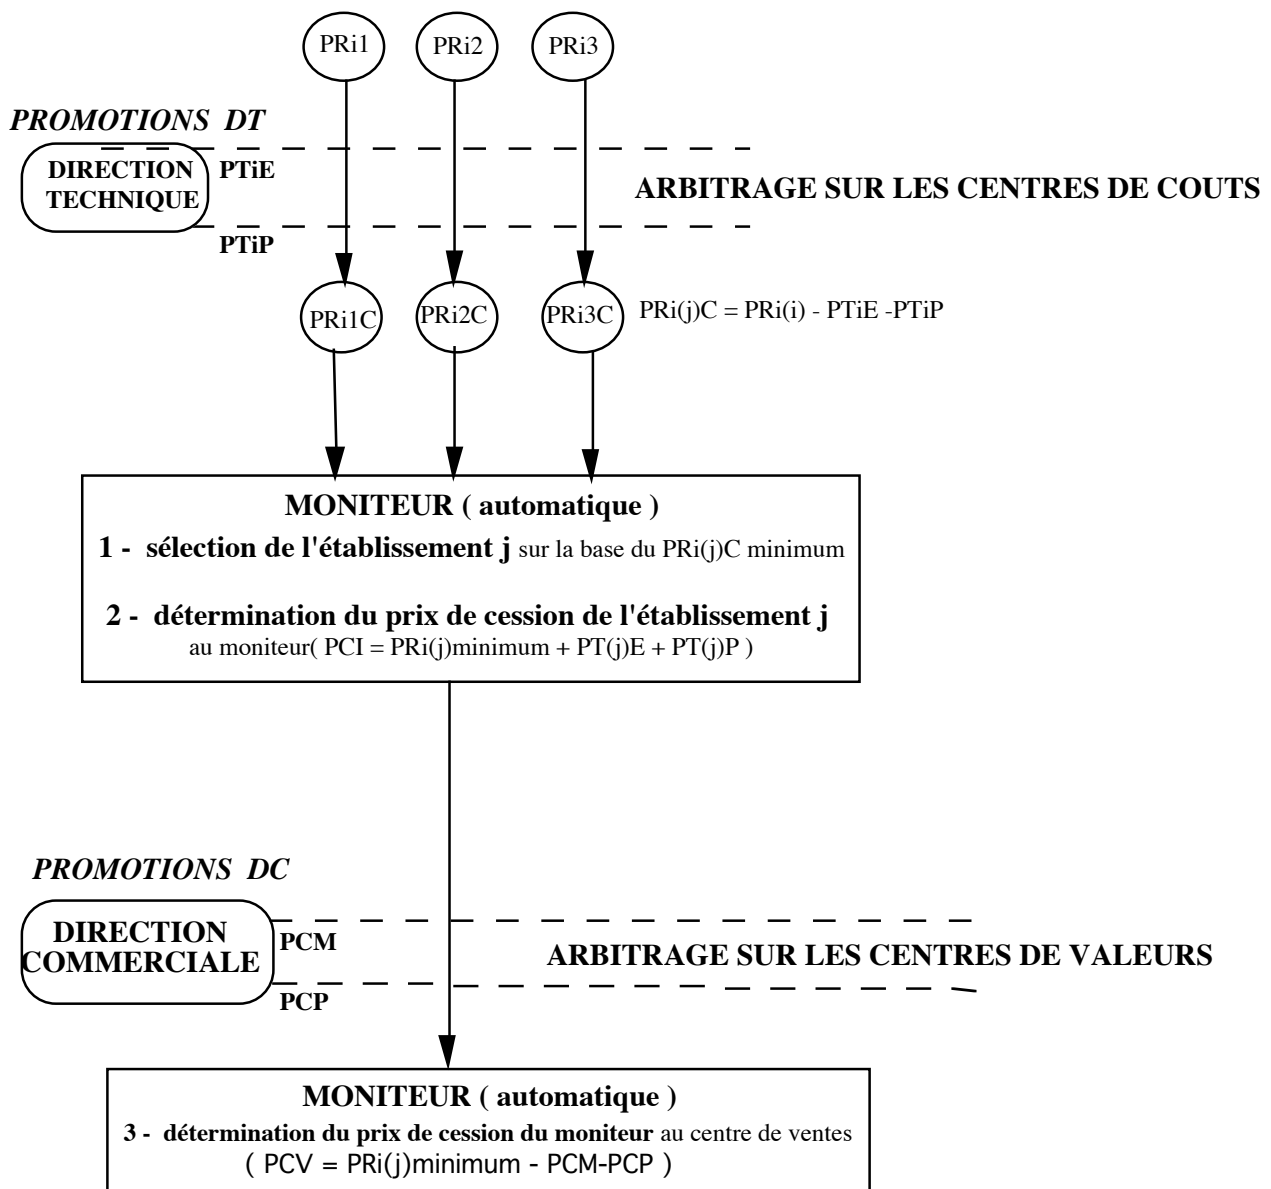 PRi1 PRi2 PRi3
PROMOTIONS DT
DIRECTION
TECHNIQUE
PTiE
PTiP
ARBITRAGE SUR LES CENTRES DE COUTS
PRi1C PRi2C PRi3C
PRi(j)C = PRi(i) - PTiE -PTiP
MONITEUR ( automatique )
1 - sélection de l'établissement j sur la base du PRi(j)C minimum
2 - détermination du prix de cession de l'établissement j
au moniteur( PCI = PRi(j)minimum + PT(j)E + PT(j)P )
PROMOTIONS DC
DIRECTION
COMMERCIALE
PCM
PCP
ARBITRAGE SUR LES CENTRES DE VALEURS
MONITEUR ( automatique )
3 - détermination du prix de cession du moniteur au centre de ventes
( PCV = PRi(j)minimum - PCM-PCP )